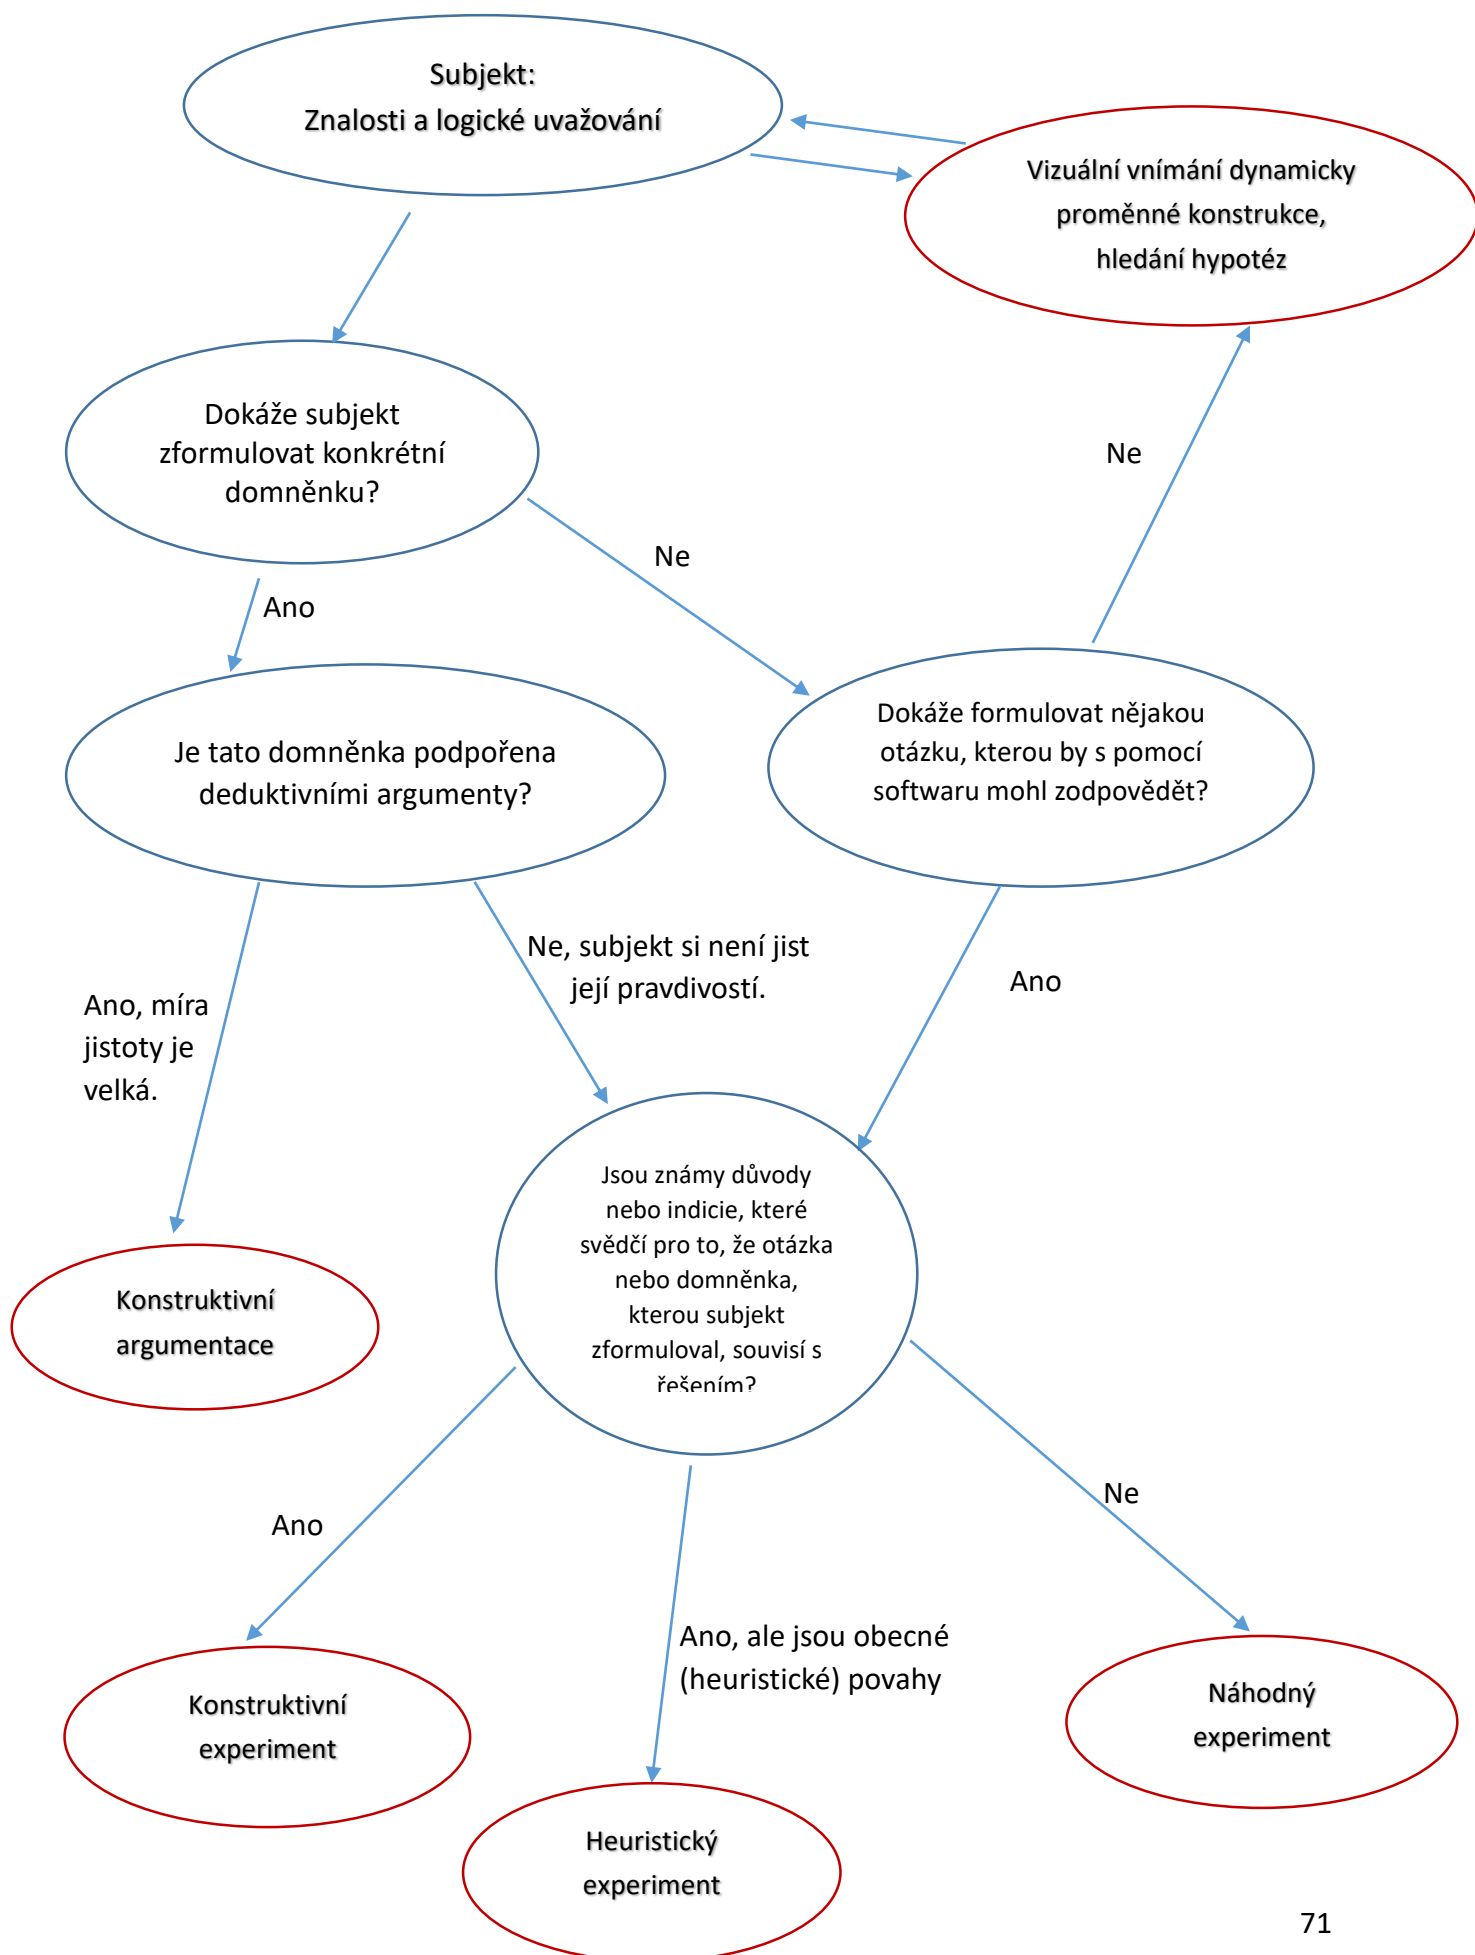 Subjekt:
Znalosti a logické uvažování
Vizuální vnímání dynamicky
proměnné konstrukce,
hledání hypotéz
Dokáže subjekt
zformulovat konkrétní
domněnku?
Ne
Ne
Ano
Je tato domněnka podpořena
deduktivními argumenty?
Dokáže formulovat nějakou
otázku, kterou by s pomocí
softwaru mohl zodpovědět?
Ne, subjekt si není jist
její pravdivostí.
Ano
Ano, míra
jistoty je
velká.
Jsou známy důvody
nebo indicie, které
svědčí pro to, že otázka
nebo domněnka,
kterou subjekt
zformuloval, souvisí s
řešením?
Konstruktivní
argumentace
Ano
Ne
Ano, ale jsou obecné
(heuristické) povahy
Konstruktivní
experiment
Náhodný
experiment
Heuristický
experiment
71